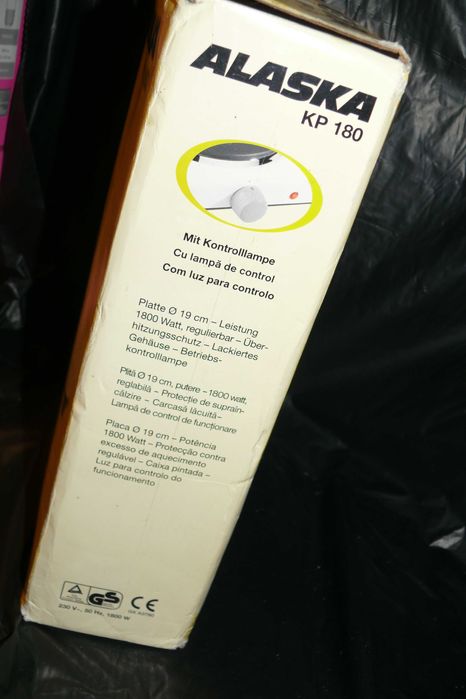 ALASKA
KP 180
Mit Kontrolllampe
Cu lampă de control
Com luz para controlo
Platte Ø 19 cm – Leistung
1800 Watt, regulierbar – Über-
hitzungsschutz – Lackiertes
Gehäuse – Betriebs-
kontrolllampe
Plită Ø 19 cm, putere –1800 watt,
reglabilă – Protecție de suprain-
călzire – Carcasă lăcuită–
Lampă de control de funcționare
Placa Ø 19 cm – Potência
1800 Watt – Protecção contra
excesso de aquecimento
regulável – Caixa pintada –
Luz para controlo do
funcionamento
GS CE
230 V~, 50 Hz, 1800 W